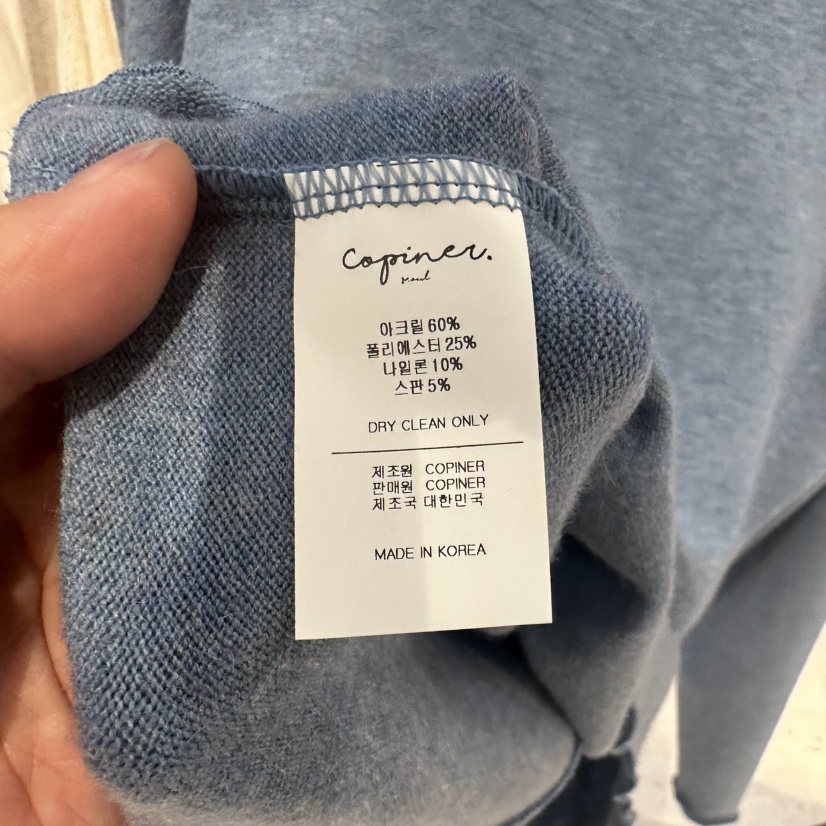 Copiner.
Seoul
아크릴 60%
폴리에스터 25%
나일론 10%
스판 5%
DRY CLEAN ONLY
제조원 COPINER
판매원 COPINER
제조국 대한민국
MADE IN KOREA